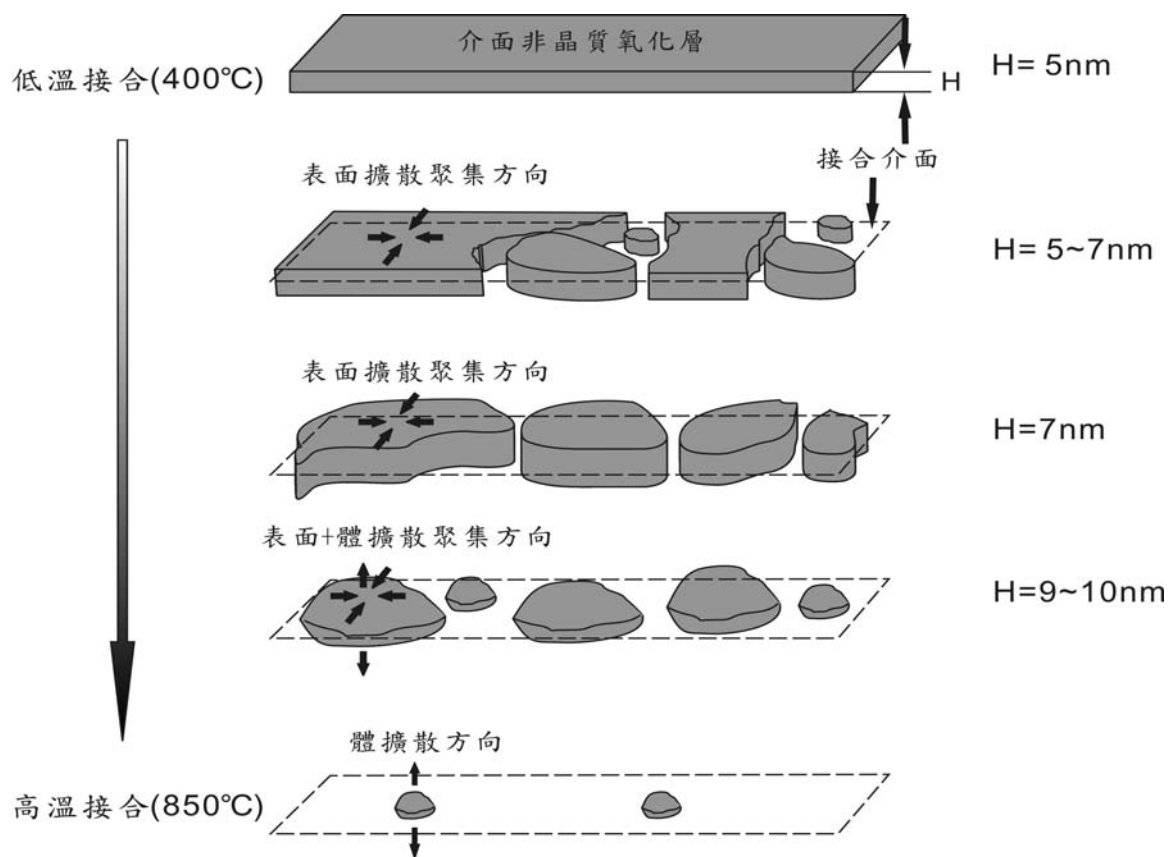 介面非晶質氧化層
低溫接合(400℃)
H
H= 5nm
接合介面
表面擴散聚集方向
H= 5~7nm
表面擴散聚集方向
H=7nm
表面+體擴散聚集方向
H=9~10nm
體擴散方向
高溫接合(850℃)